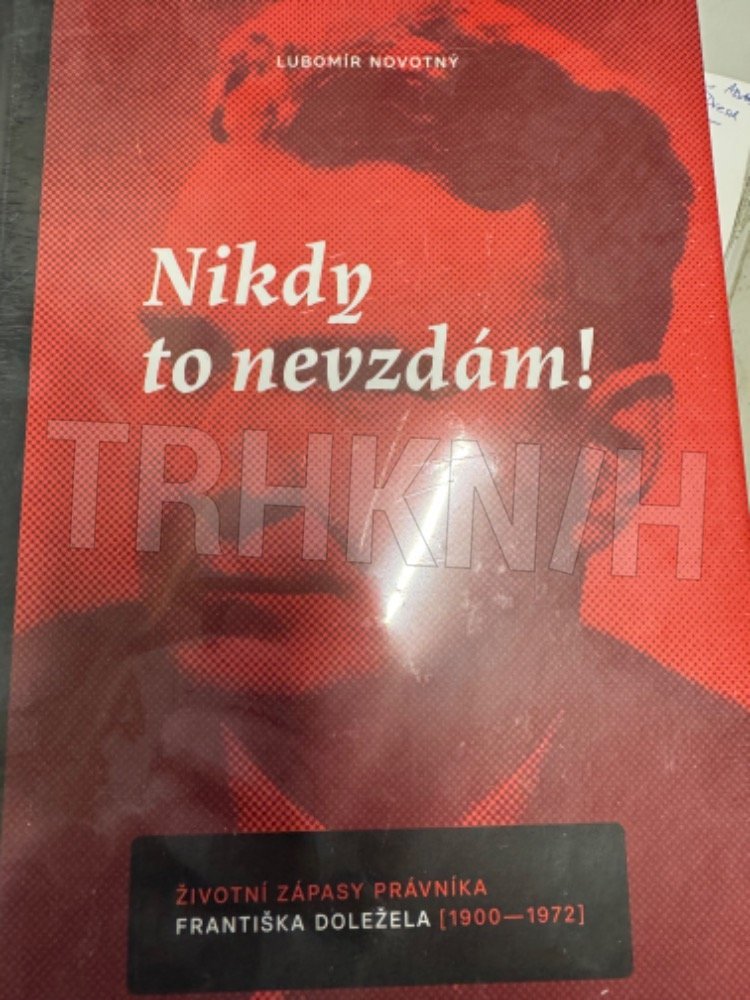 LUBOMÍR NOVOTNÝ
Nikdy
to nevzdám!
TRHKNIH
ŽIVOTNÍ ZÁPASY PRÁVNÍKA
FRANTIŠKA DOLEŽELA [1900—1972]